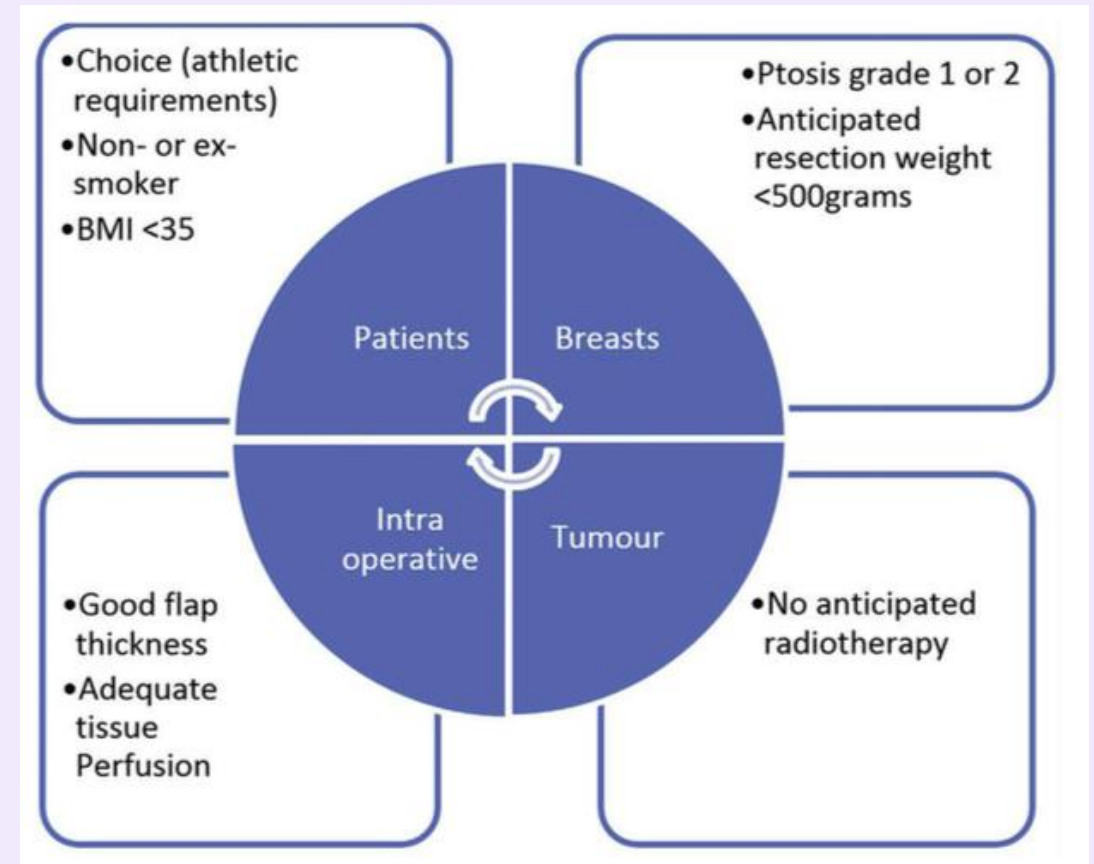 •Choice (athletic
requirements)
•Non- or ex-
smoker
•BMI <35
•Ptosis grade 1 or 2
•Anticipated
resection weight
<500grams
Patients
Breasts
Intra
operative
Tumour
•Good flap
thickness
•Adequate
tissue
Perfusion
•No anticipated
radiotherapy